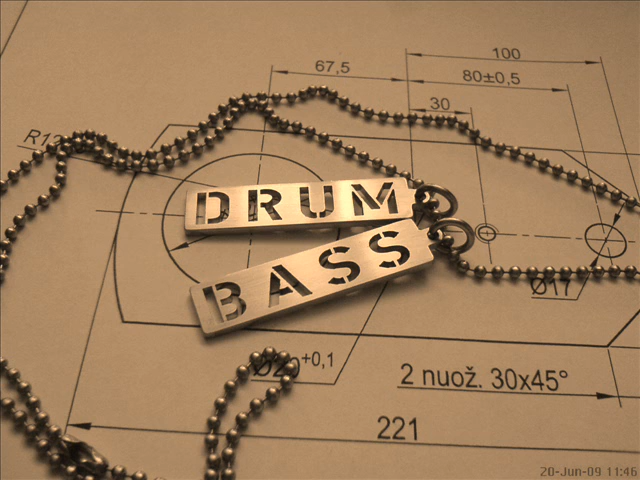 100
67,5
80±0,5
30
DRUM
BASS
Ø17
+0,1
2 nuož. 30x45°
221
20-Jun-09 11:46